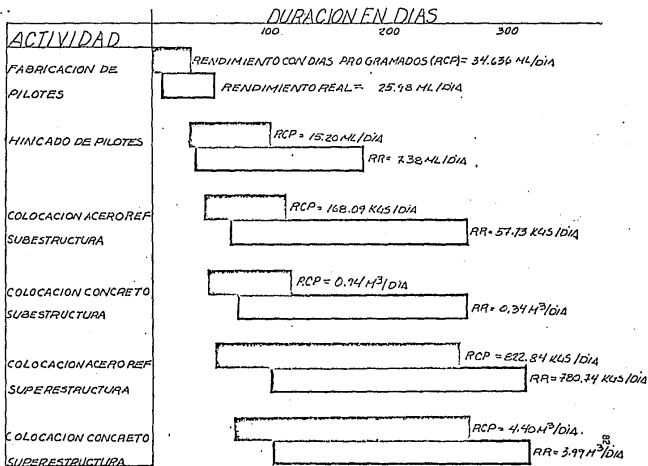 DURACION EN DIAS
ACTIVIDAD
100
200
300
FABRICACION DE
PILOTES
RENDIMIENTO CON DIAS PROGRAMADOS (RCP)= 34.636 ML/DIA
RENDIMIENTO REAL= 25.98 ML/DIA
HINCADO DE PILOTES
RCP= 15.20 ML/DIA
RR= 7.38 ML/DIA
COLOCACION ACERO REF
SUBESTRUCTURA
RCP= 168.09 KGS/DIA
RR= 57.73 KGS/DIA
COLOCACION CONCRETO
SUBESTRUCTURA
RCP= 0.94 M³/DIA
RR= 0.34 M³/DIA
COLOCACION ACERO REF
SUPERESTRUCTURA
RCP= 822.84 KGS/DIA
RR= 780.74 KGS/DIA
COLOCACION CONCRETO
SUPERESTRUCTURA
RCP= 4.40 M³/DIA.
RR= 3.97 M³/DIA
28